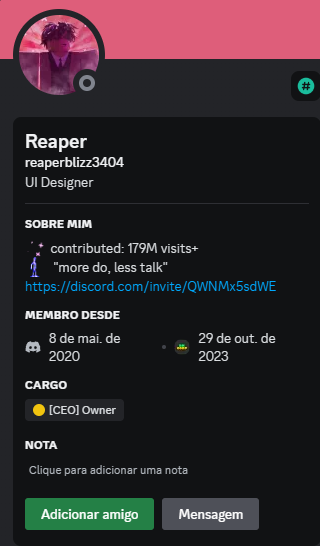 Reaper
reaperblizz3404
UI Designer
SOBRE MIM
contributed: 179M visits+
"more do, less talk"
https://discord.com/invite/QWNMx5sdWE
MEMBRO DESDE
8 de mai. de 2020
29 de out. de 2023
CARGO
[CEO] Owner
NOTA
Clique para adicionar uma nota
Adicionar amigo
Mensagem